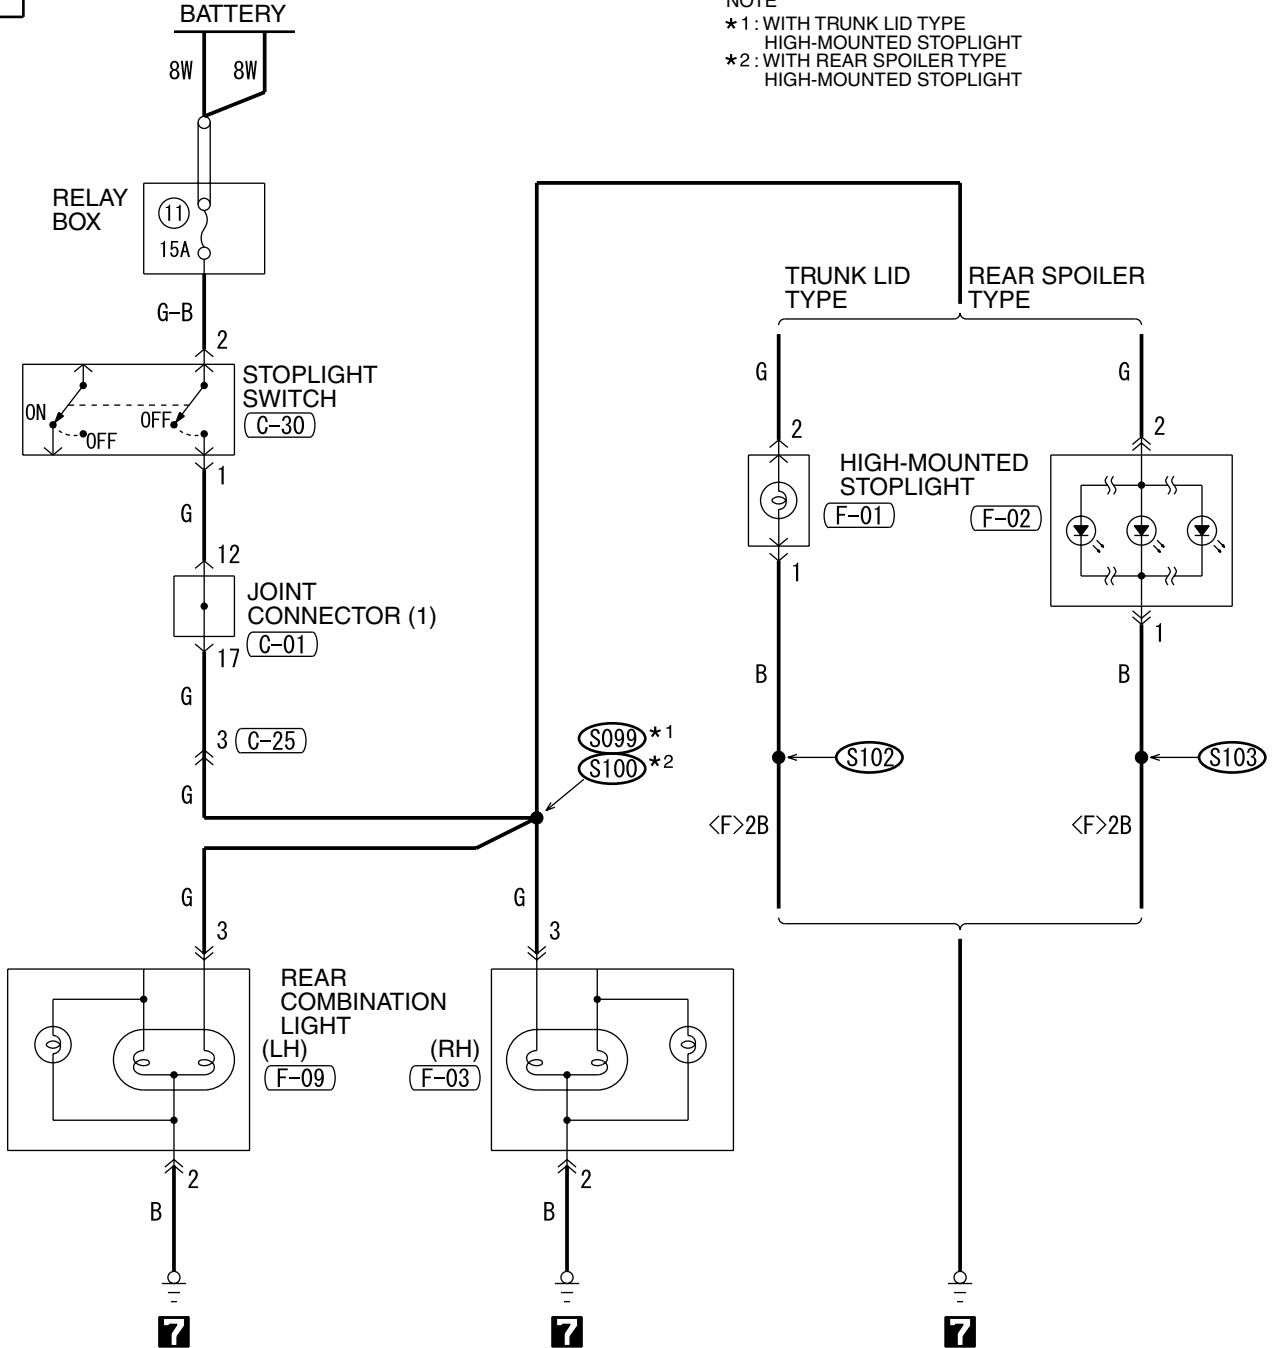 BATTERY
NOTE
*1 : WITH TRUNK LID TYPE
HIGH-MOUNTED STOPLIGHT
*2 : WITH REAR SPOILER TYPE
HIGH-MOUNTED STOPLIGHT
8W
8W
RELAY
BOX
11
15A
G-B
2
STOPLIGHT
SWITCH
C-30
ON
OFF
OFF
1
G
12
JOINT
CONNECTOR (1)
C-01
17
G
3
C-25
G
S099 *1
S100 *2
TRUNK LID
TYPE
REAR SPOILER
TYPE
G
G
2
2
HIGH-MOUNTED
STOPLIGHT
F-01
F-02
1
1
B
B
S102
S103
<F>2B
<F>2B
G
3
G
3
REAR
COMBINATION
LIGHT
(LH)
(RH)
F-09
F-03
2
2
B
B
7
7
7